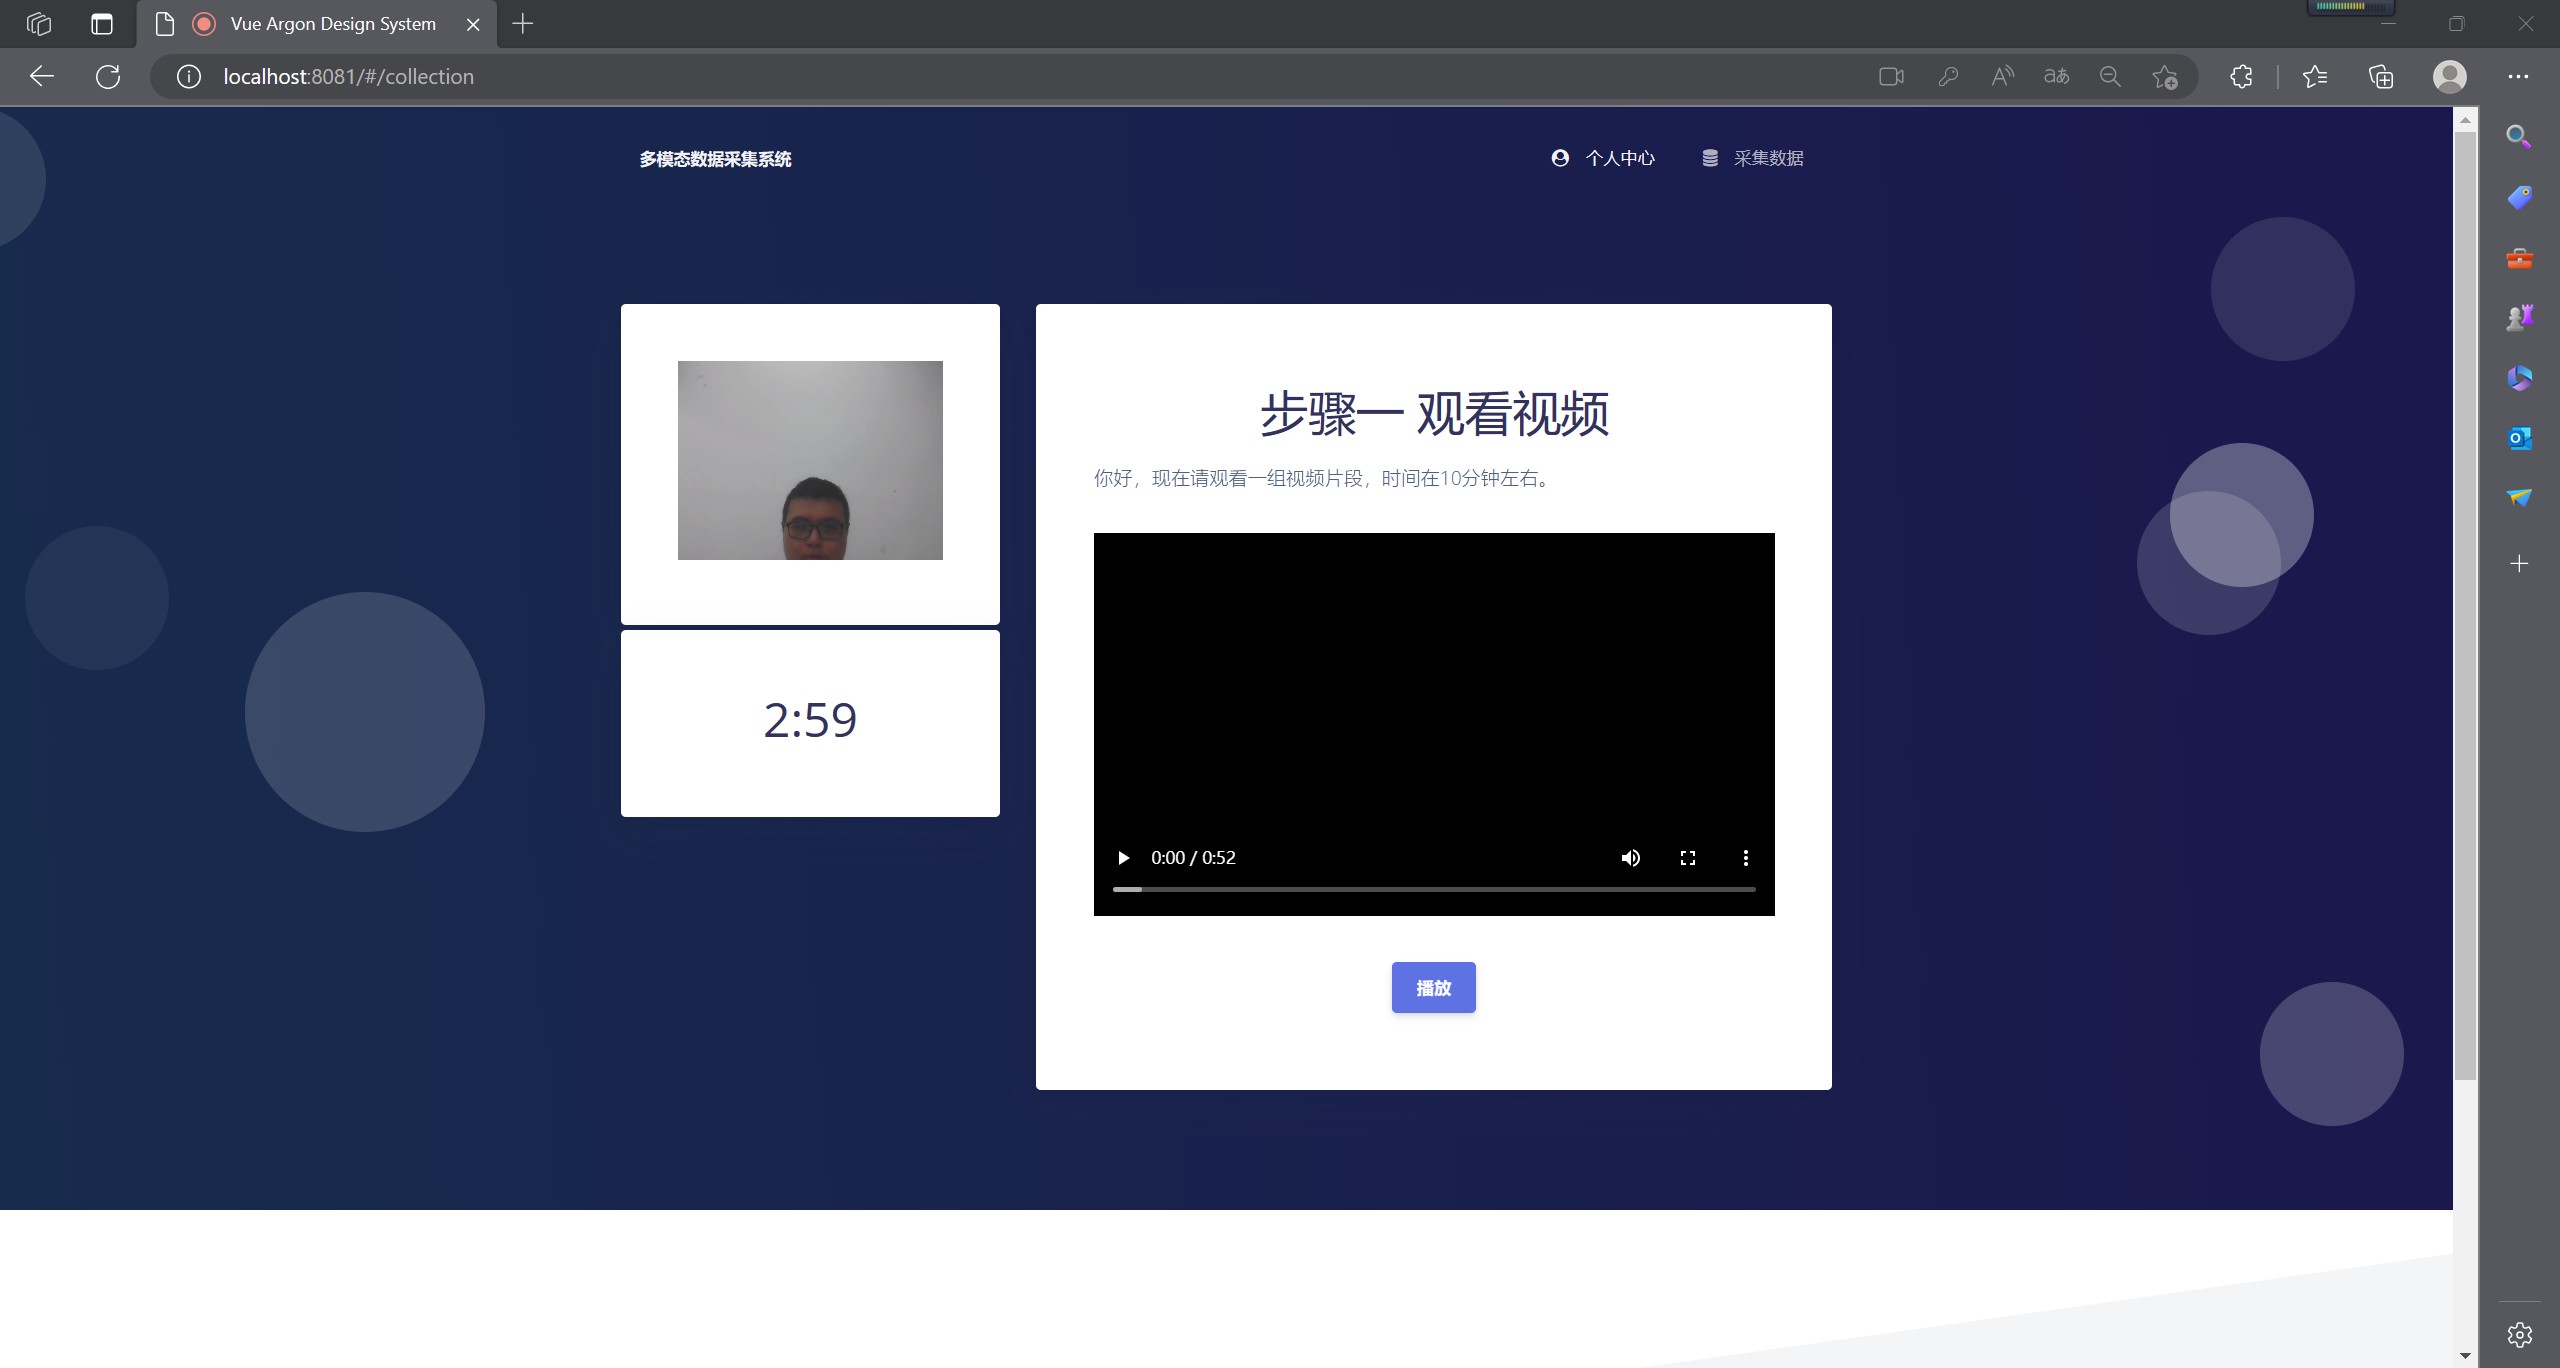 Vue Argon Design System
localhost:8081/#/collection
多模态数据采集系统
个人中心
采集数据
步骤一 观看视频
你好，现在请观看一组视频片段，时间在10分钟左右。
2:59
0:00 / 0:52
播放